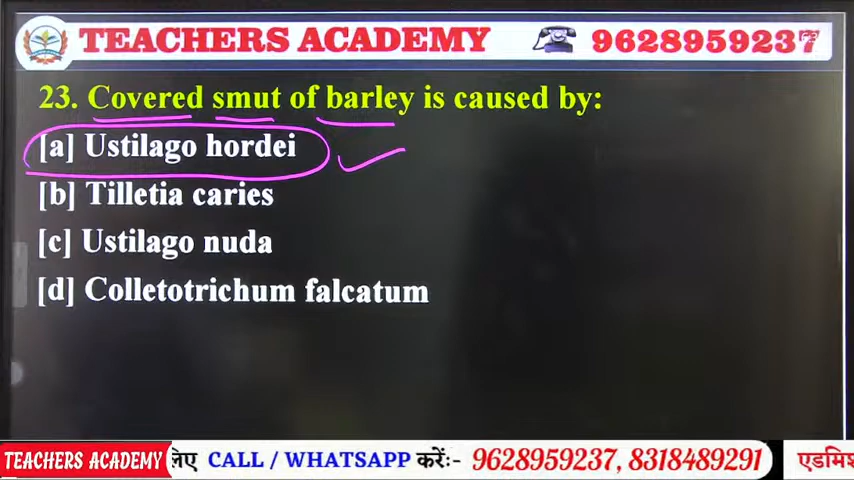 TEACHERS ACADEMY 9628959237
23. Covered smut of barley is caused by:
[a] Ustilago hordei
[b] Tilletia caries
[c] Ustilago nuda
[d] Colletotrichum falcatum
TEACHERS ACADEMY लिए CALL / WHATSAPP करें:- 9628959237, 8318489291 एडमिश